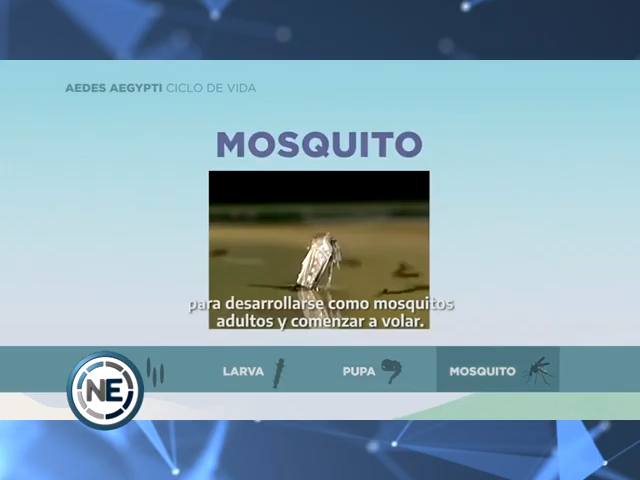 AEDES AEGYPTI CICLO DE VIDA
MOSQUITO
para desarrollarse como mosquitos
adultos y comenzar a volar.
LARVA PUPA MOSQUITO
NE